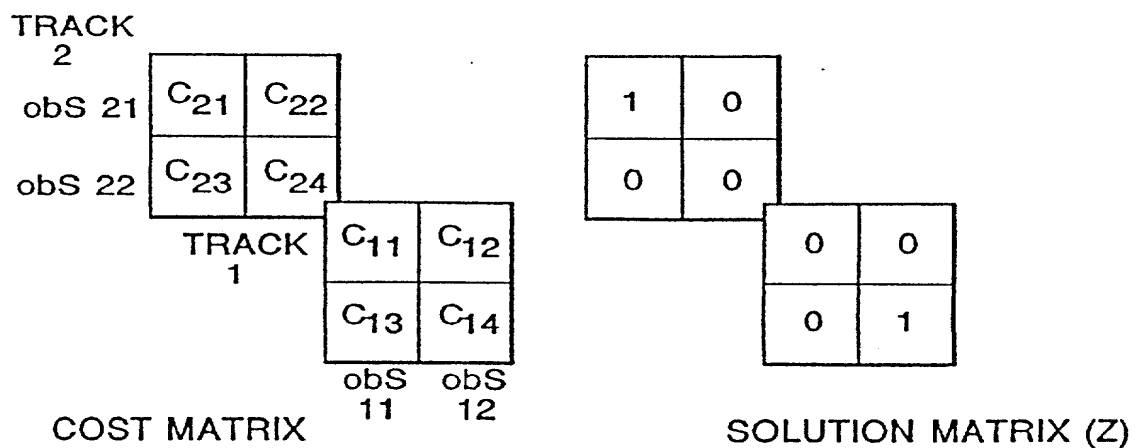 TRACK
2
obS 21
C21 C22
obS 22
C23 C24
TRACK
1
C11 C12
C13 C14
obS
11
obS
12
COST MATRIX
1 0
0 0
0 0
0 1
SOLUTION MATRIX (Z)